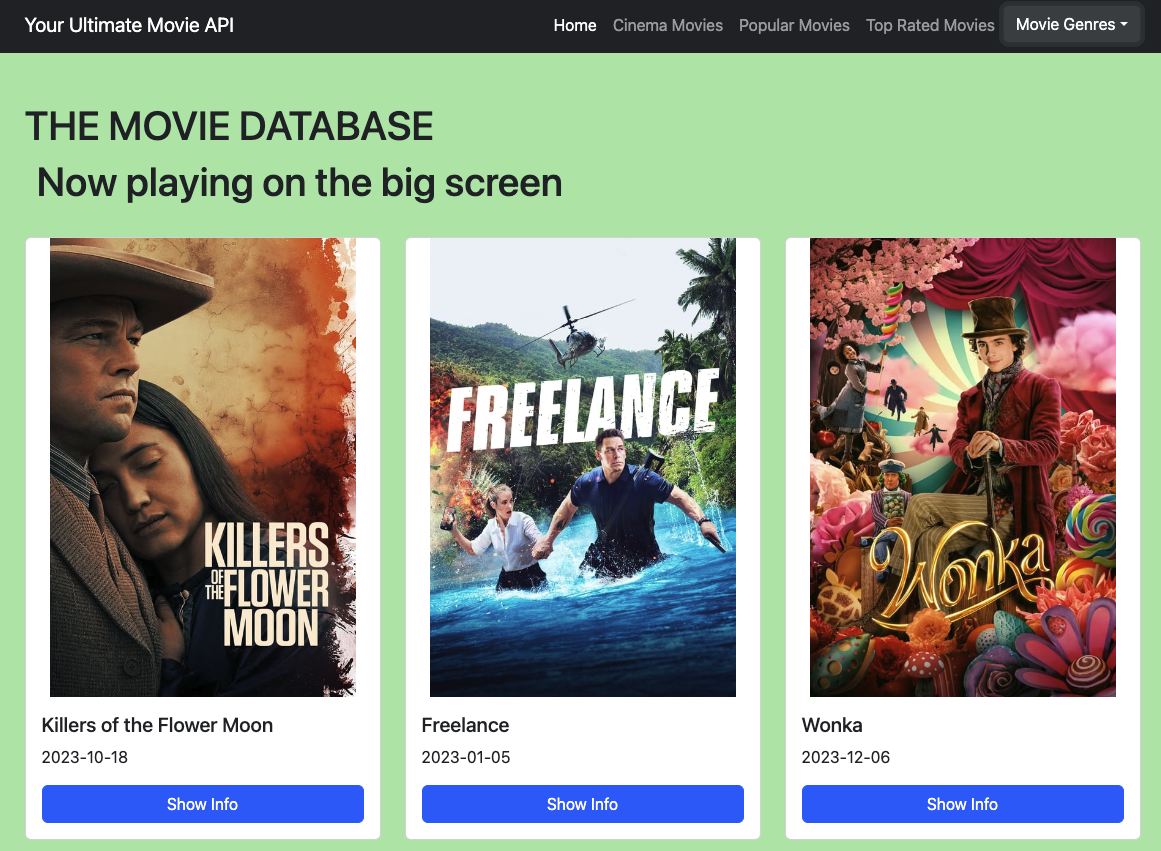 Your Ultimate Movie API
Home Cinema Movies Popular Movies Top Rated Movies Movie Genres
THE MOVIE DATABASE
Now playing on the big screen
KILLERS
OF THE FLOWER
MOON
FREELANCE
Wonka
Killers of the Flower Moon
2023-10-18
Show Info
Freelance
2023-01-05
Show Info
Wonka
2023-12-06
Show Info